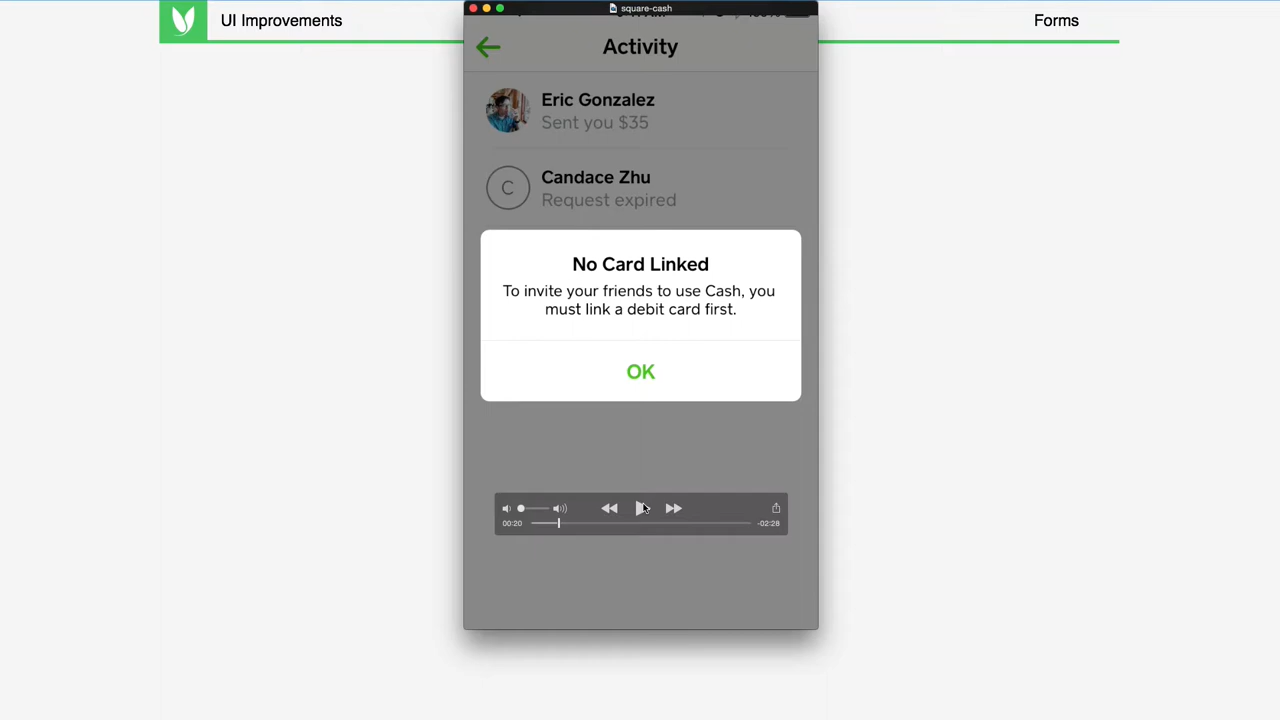 UI Improvements
square-cash
Forms
Activity
Eric Gonzalez
Sent you $35
C
Candace Zhu
Request expired
No Card Linked
To invite your friends to use Cash, you
must link a debit card first.
OK
00:20
-02:28